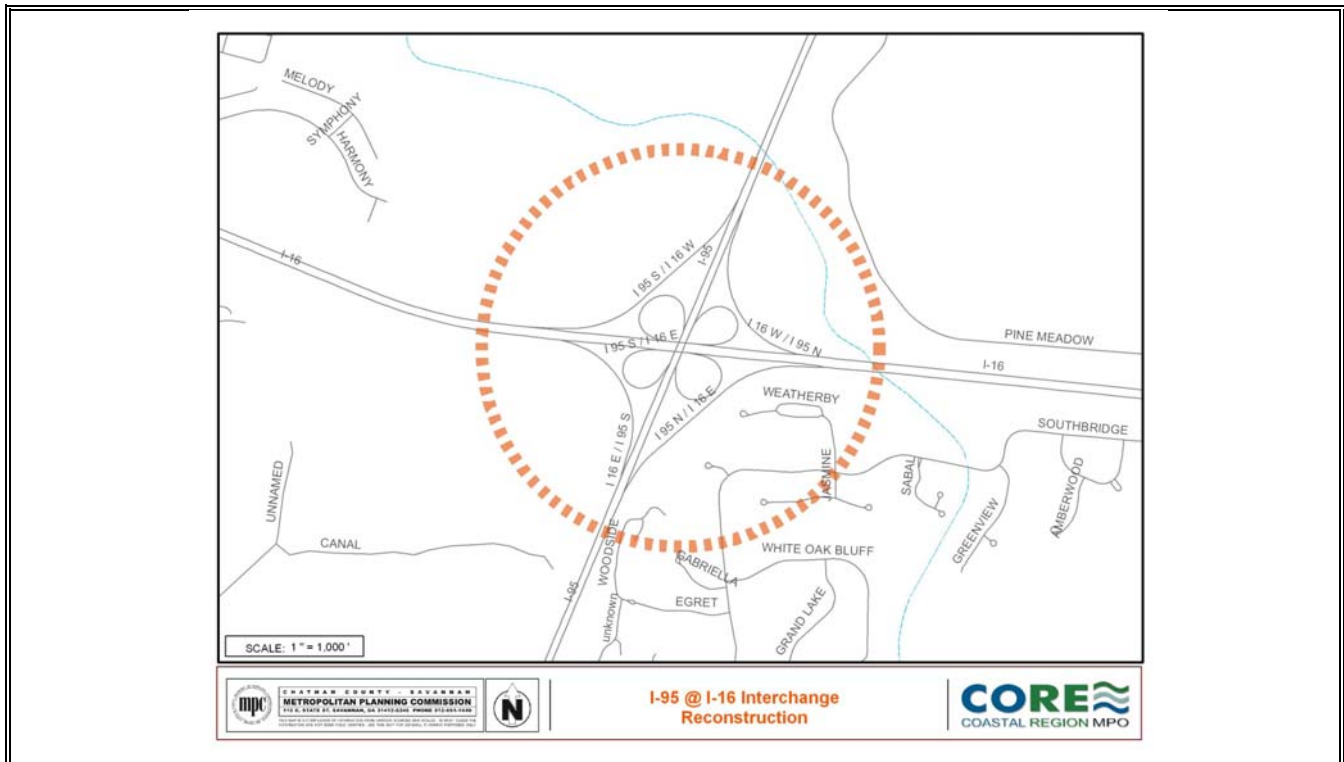 MELODY
SYMPHONY
HARMONY
I-16
I 95 S / I 16 W
I-95
I 95 S / I 16 E
I 16 W / I 95 N
PINE MEADOW
I-16
WEATHERBY
I 95 N / I 16 E
I 16 E / I 95 S
SOUTHBRIDGE
JASMINE
SABAL
AMBERWOOD
GREENVIEW
UNNAMED
CANAL
WOODSIDE
WHITE OAK BLUFF
GABRIELLA
I-95
EGRET
unknown
GRAND LAKE
SCALE: 1 " = 1,000 '
mpc
CHATHAM COUNTY - SAVANNAH
METROPOLITAN PLANNING COMMISSION
N
I-95 @ I-16 Interchange
Reconstruction
CORE
COASTAL REGION MPO